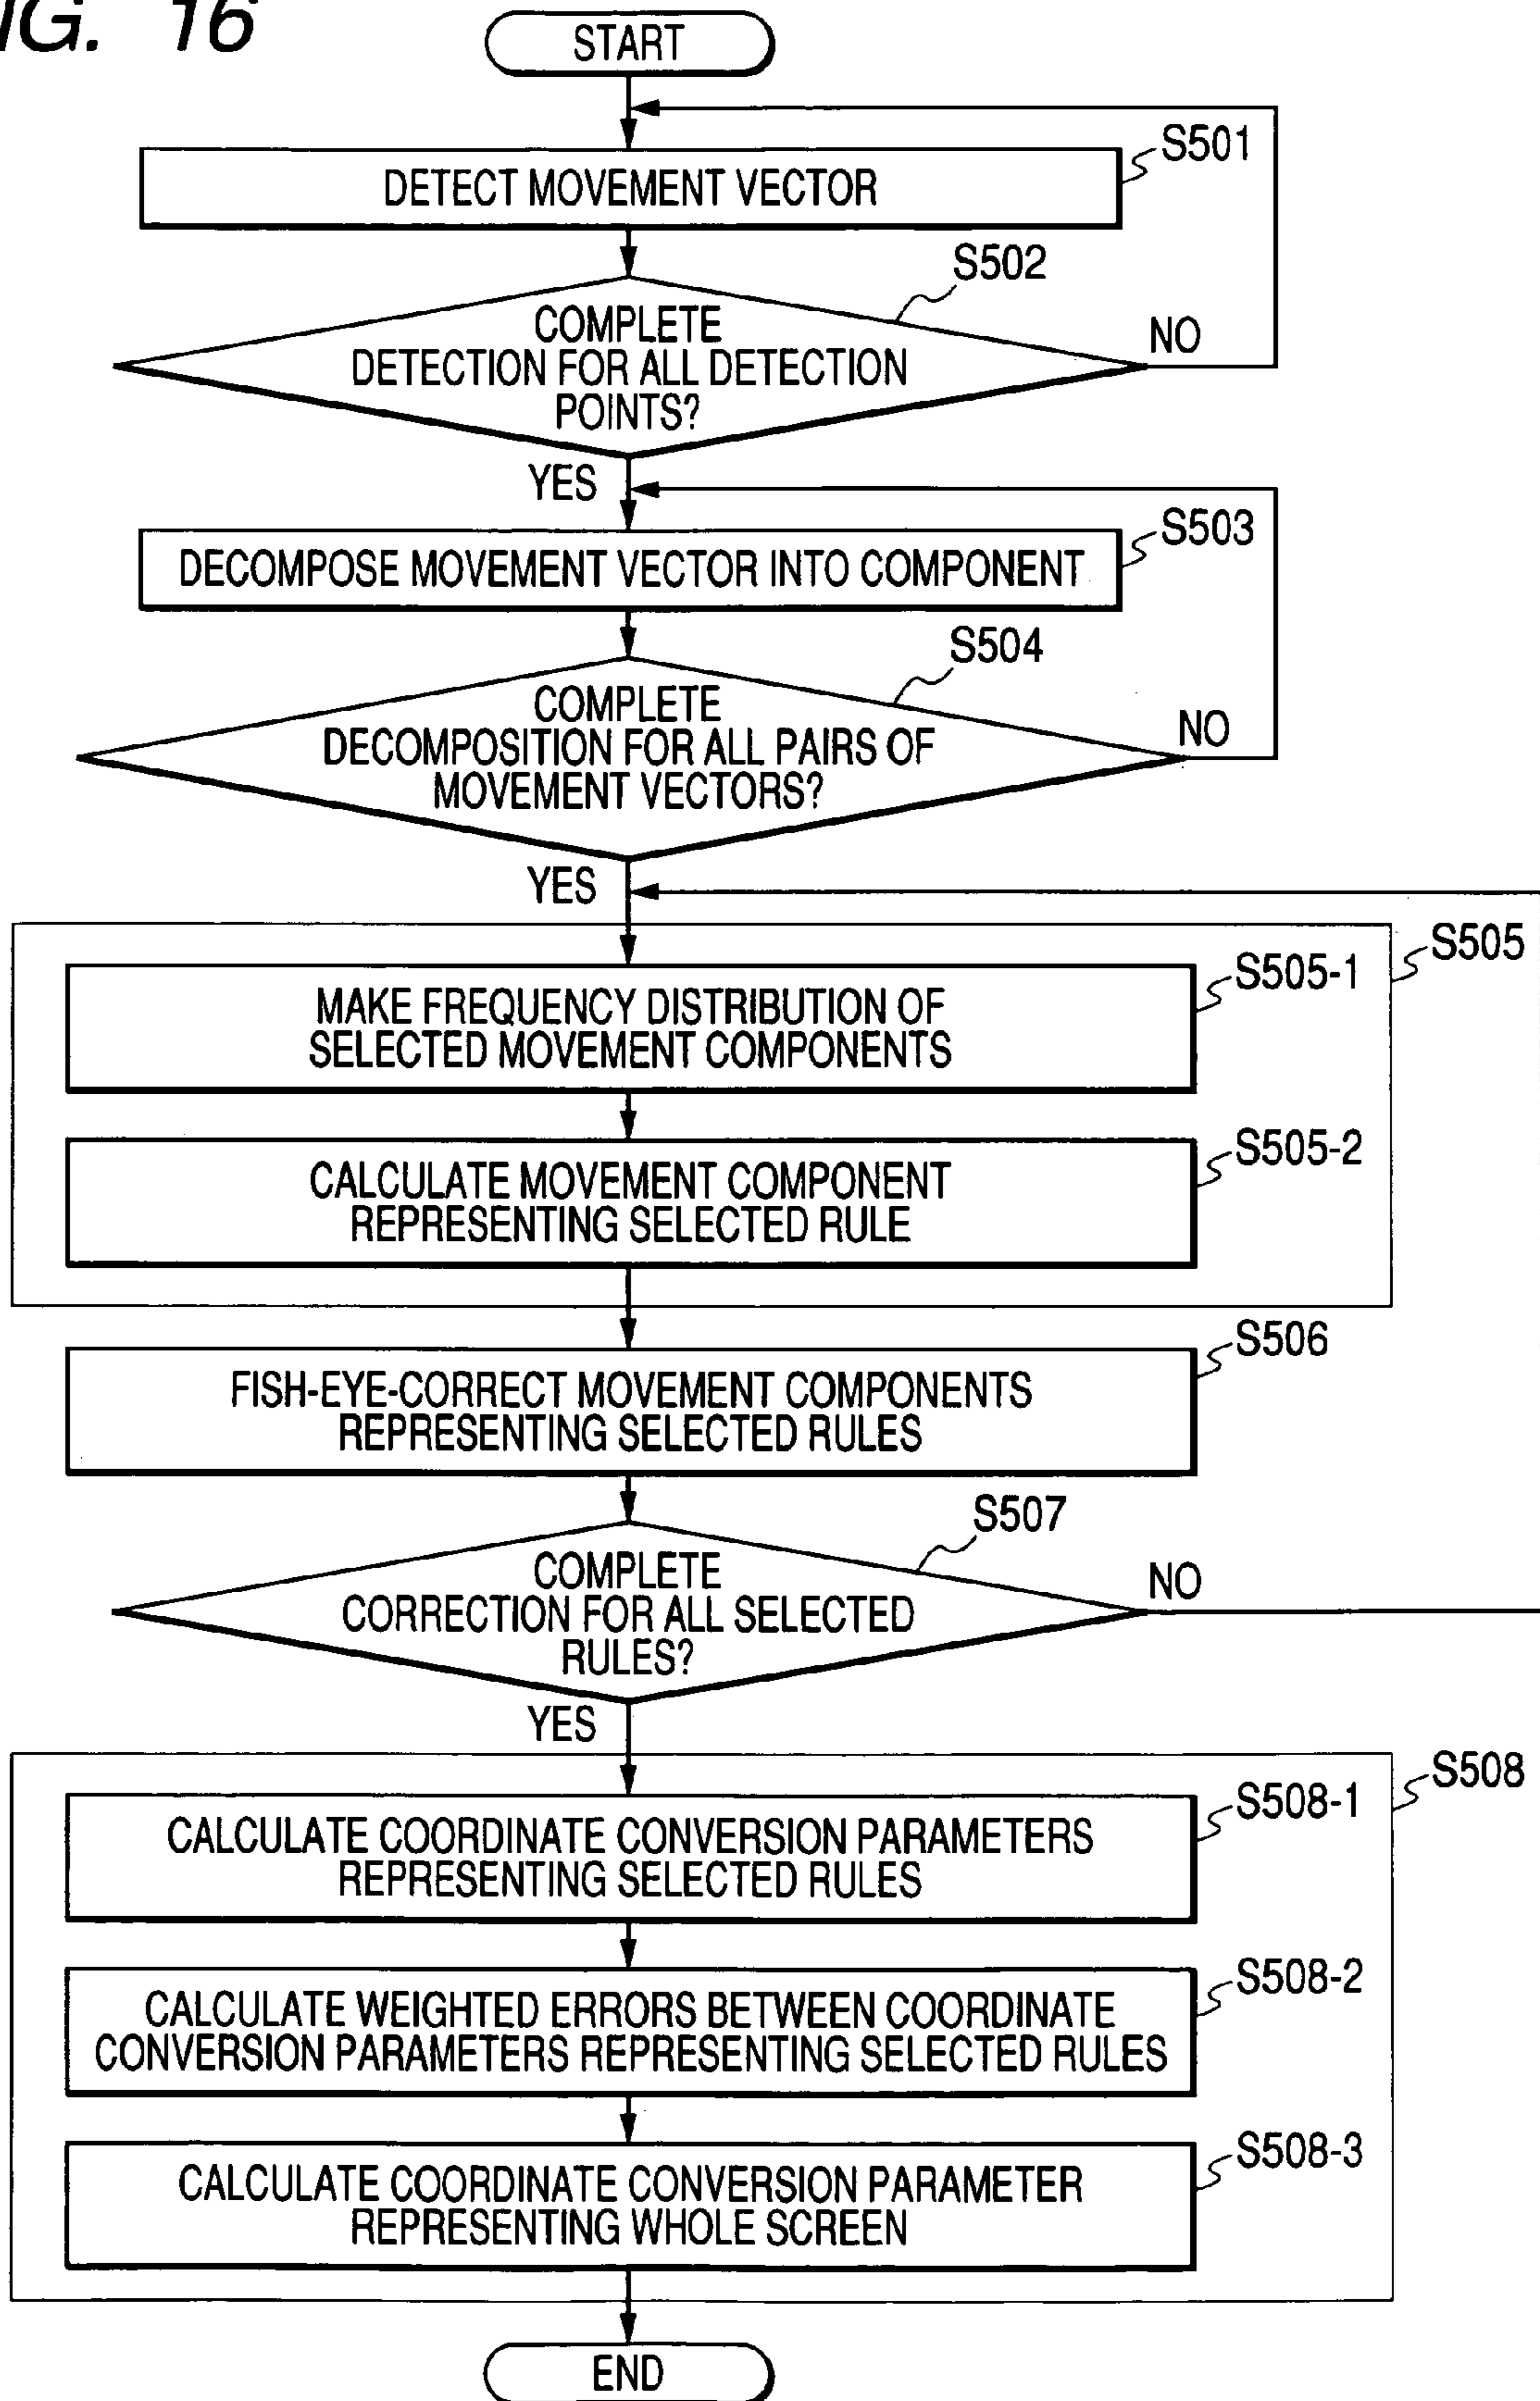 IG. 16
START
S501
DETECT MOVEMENT VECTOR
S502
COMPLETE
DETECTION FOR ALL DETECTION
POINTS?
NO
YES
S503
DECOMPOSE MOVEMENT VECTOR INTO COMPONENT
S504
COMPLETE
DECOMPOSITION FOR ALL PAIRS OF
MOVEMENT VECTORS?
NO
YES
S505
S505-1
MAKE FREQUENCY DISTRIBUTION OF
SELECTED MOVEMENT COMPONENTS
S505-2
CALCULATE MOVEMENT COMPONENT
REPRESENTING SELECTED RULE
S506
FISH-EYE-CORRECT MOVEMENT COMPONENTS
REPRESENTING SELECTED RULES
S507
COMPLETE
CORRECTION FOR ALL SELECTED
RULES?
NO
YES
S508
S508-1
CALCULATE COORDINATE CONVERSION PARAMETERS
REPRESENTING SELECTED RULES
S508-2
CALCULATE WEIGHTED ERRORS BETWEEN COORDINATE
CONVERSION PARAMETERS REPRESENTING SELECTED RULES
S508-3
CALCULATE COORDINATE CONVERSION PARAMETER
REPRESENTING WHOLE SCREEN
END